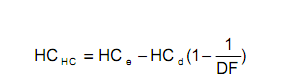 HC_HC = HC_e − HC_d(1− 1/DF)